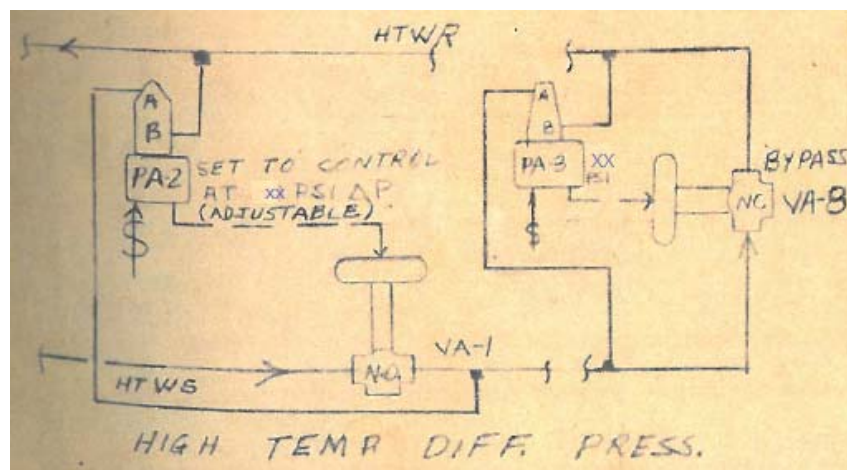 HTWR
A
B
PA-2
SET TO CONTROL
AT XX PSI ΔP
(ADJUSTABLE)
$
A
B
PA-3
XX
PSI
$
BYPASS
NC
VA-8
VA-1
N.O.
HTWS
HIGH TEMP DIFF. PRESS.